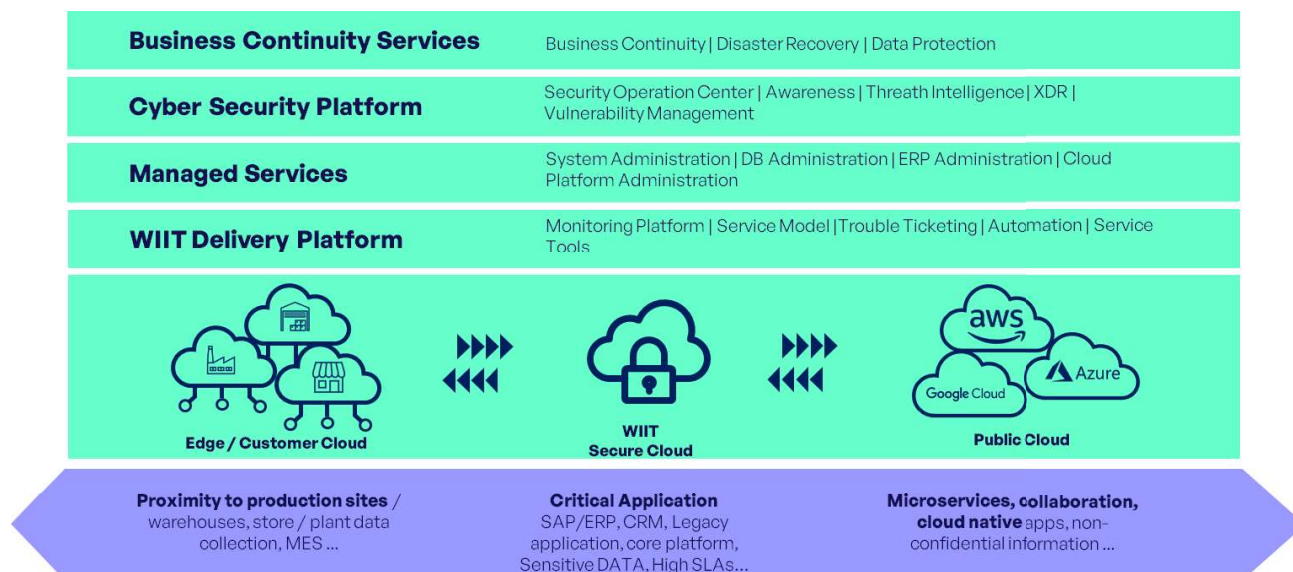 Business Continuity Services
Business Continuity | Disaster Recovery | Data Protection
Cyber Security Platform
Security Operation Center | Awareness | Threath Intelligence | XDR |
Vulnerability Management
Managed Services
System Administration | DB Administration | ERP Administration | Cloud
Platform Administration
WIIT Delivery Platform
Monitoring Platform | Service Model |Trouble Ticketing | Automation | Service
Tools
aws
Azure
Google Cloud
Edge / Customer Cloud
WIIT
Secure Cloud
Public Cloud
Proximity to production sites /
warehouses, store / plant data
collection, MES ...
Critical Application
SAP/ERP, CRM, Legacy
application, core platform,
Sensitive DATA, High SLAs...
Microservices, collaboration,
cloud native apps, non-
confidential information ...